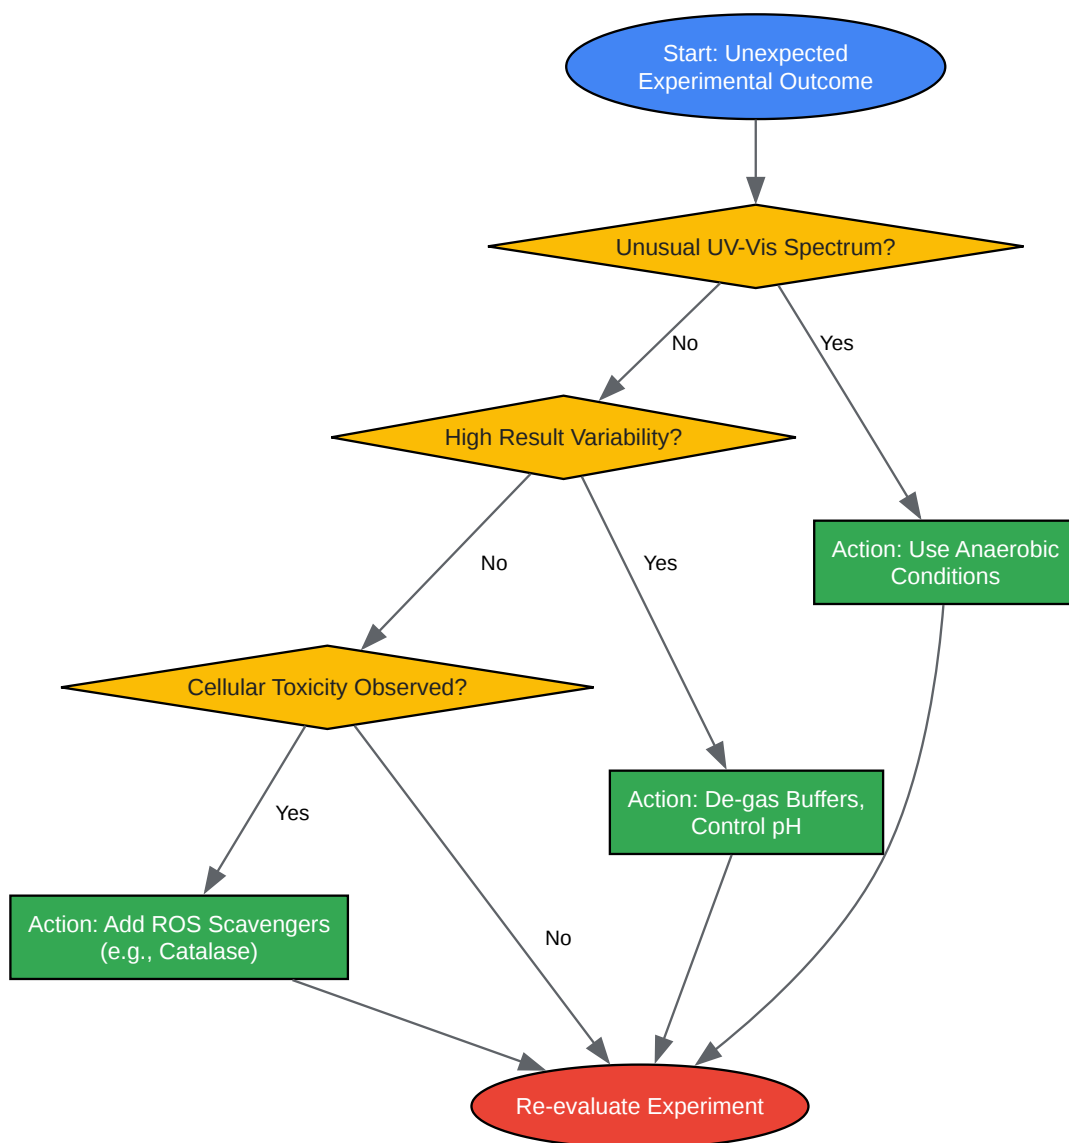 Start: Unexpected
Experimental Outcome
Unusual UV-Vis Spectrum?
No
Yes
High Result Variability?
No
Yes
Action: Use Anaerobic
Conditions
Cellular Toxicity Observed?
Yes
No
Action: De-gas Buffers,
Control pH
Action: Add ROS Scavengers
(e.g., Catalase)
Re-evaluate Experiment